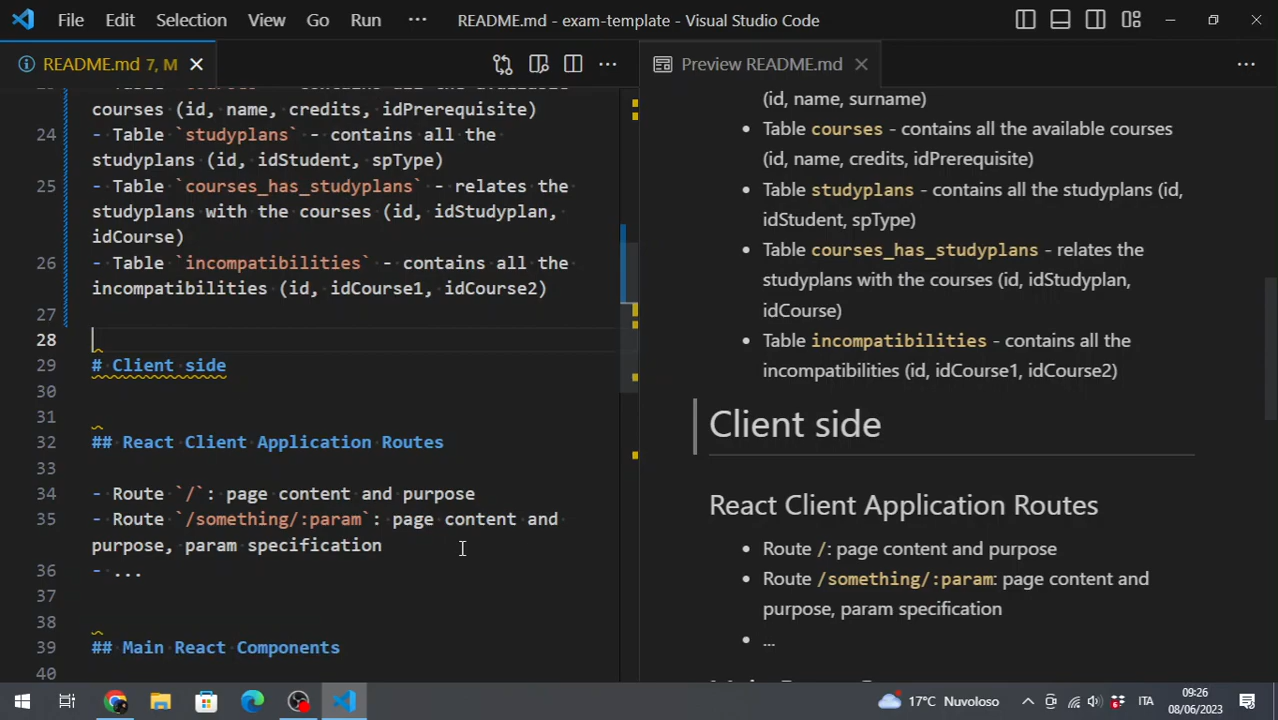 File Edit Selection View Go Run ··· README.md - exam-template - Visual Studio Code
README.md 7, M
Preview README.md
courses (id, name, credits, idPrerequisite)
24 - Table `studyplans` - contains all the
studyplans (id, idStudent, spType)
25 - Table `courses_has_studyplans` - relates the
studyplans with the courses (id, idStudyplan,
idCourse)
26 - Table `incompatibilities` - contains all the
incompatibilities (id, idCourse1, idCourse2)
27
28
29 # Client side
30
31
32 ## React Client Application Routes
33
34 - Route `/`: page content and purpose
35 - Route `/something/:param`: page content and
purpose, param specification
36 - ...
37
38
39 ## Main React Components
40
(id, name, surname)
• Table courses - contains all the available courses
(id, name, credits, idPrerequisite)
• Table studyplans - contains all the studyplans (id,
idStudent, spType)
• Table courses_has_studyplans - relates the
studyplans with the courses (id, idStudyplan,
idCourse)
• Table incompatibilities - contains all the
incompatibilities (id, idCourse1, idCourse2)
Client side
React Client Application Routes
• Route /: page content and purpose
• Route /something/:param: page content and
purpose, param specification
• ...
17°C Nuvoloso
ITA
09:26
08/06/2023